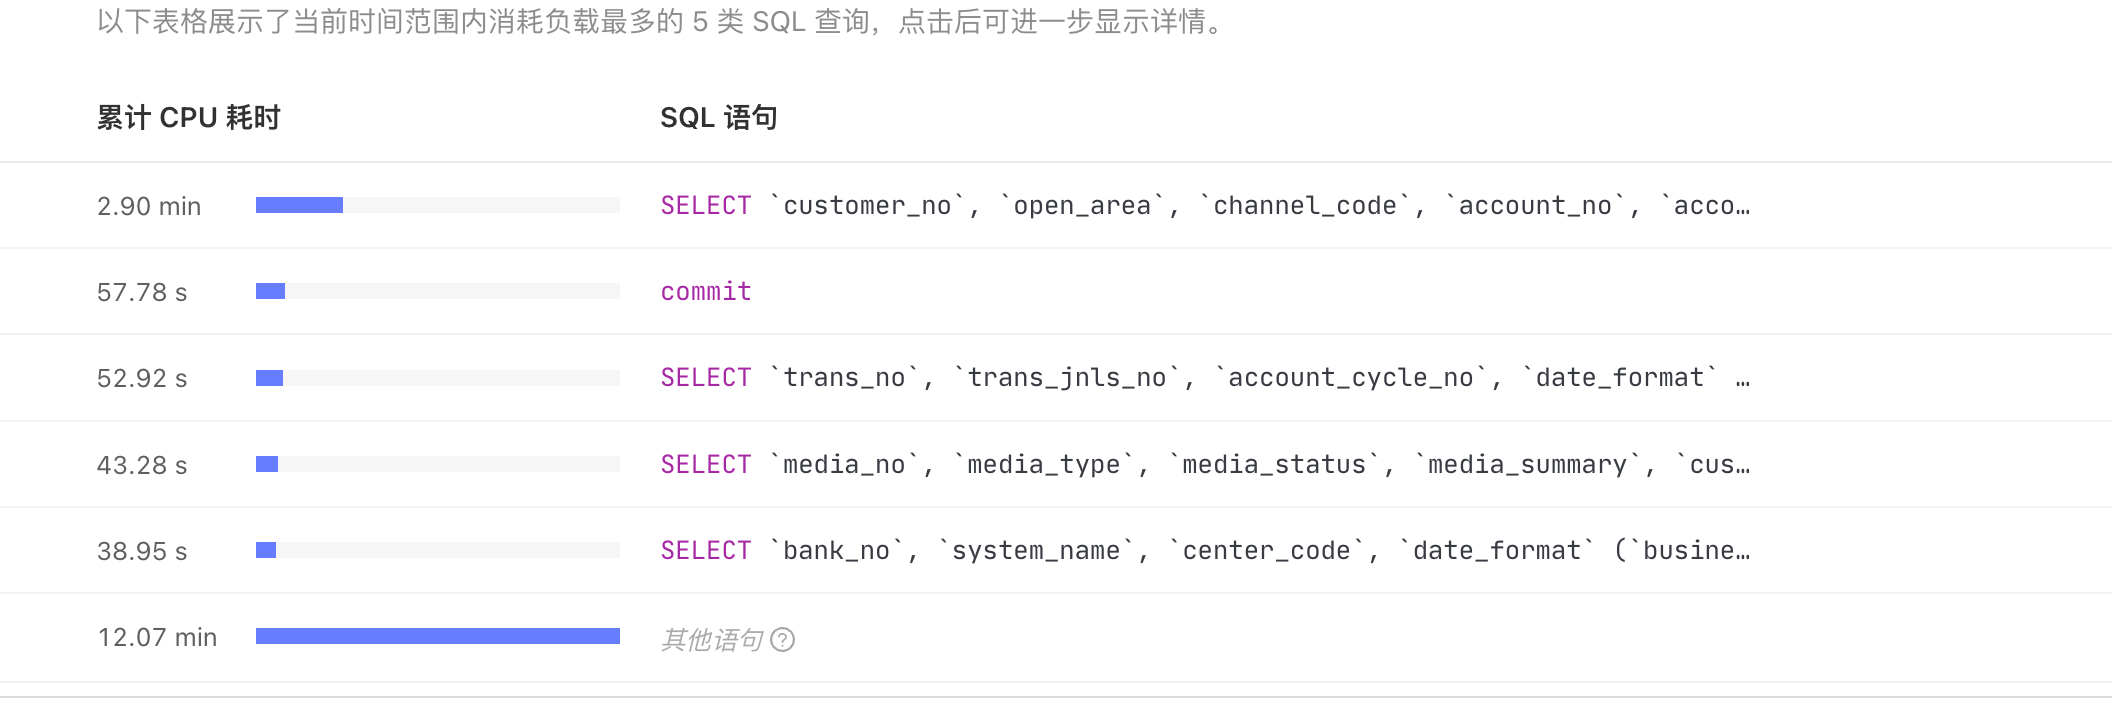 以下表格展示了当前时间范围内消耗负载最多的 5 类 SQL 查询，点击后可进一步显示详情。
累计 CPU 耗时 SQL 语句
2.90 min SELECT `customer_no`, `open_area`, `channel_code`, `account_no`, `acco…
57.78 s commit
52.92 s SELECT `trans_no`, `trans_jnls_no`, `account_cycle_no`, `date_format` …
43.28 s SELECT `media_no`, `media_type`, `media_status`, `media_summary`, `cus…
38.95 s SELECT `bank_no`, `system_name`, `center_code`, `date_format` (`busine…
12.07 min 其他语句 ?